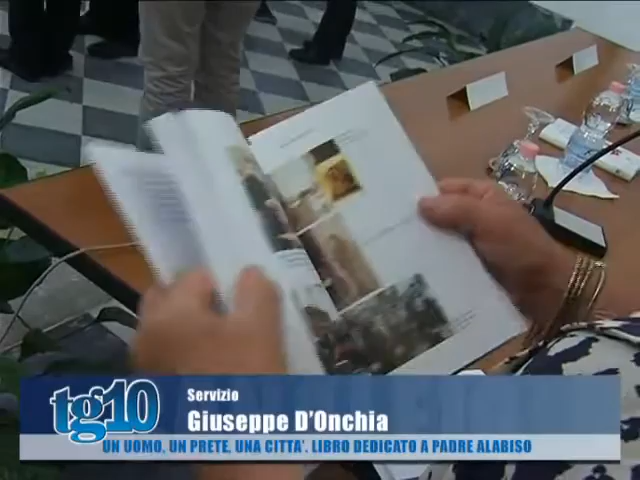 tg10
Servizio
Giuseppe D'Onchia
UN UOMO, UN PRETE, UNA CITTA'. LIBRO DEDICATO A PADRE ALABISO